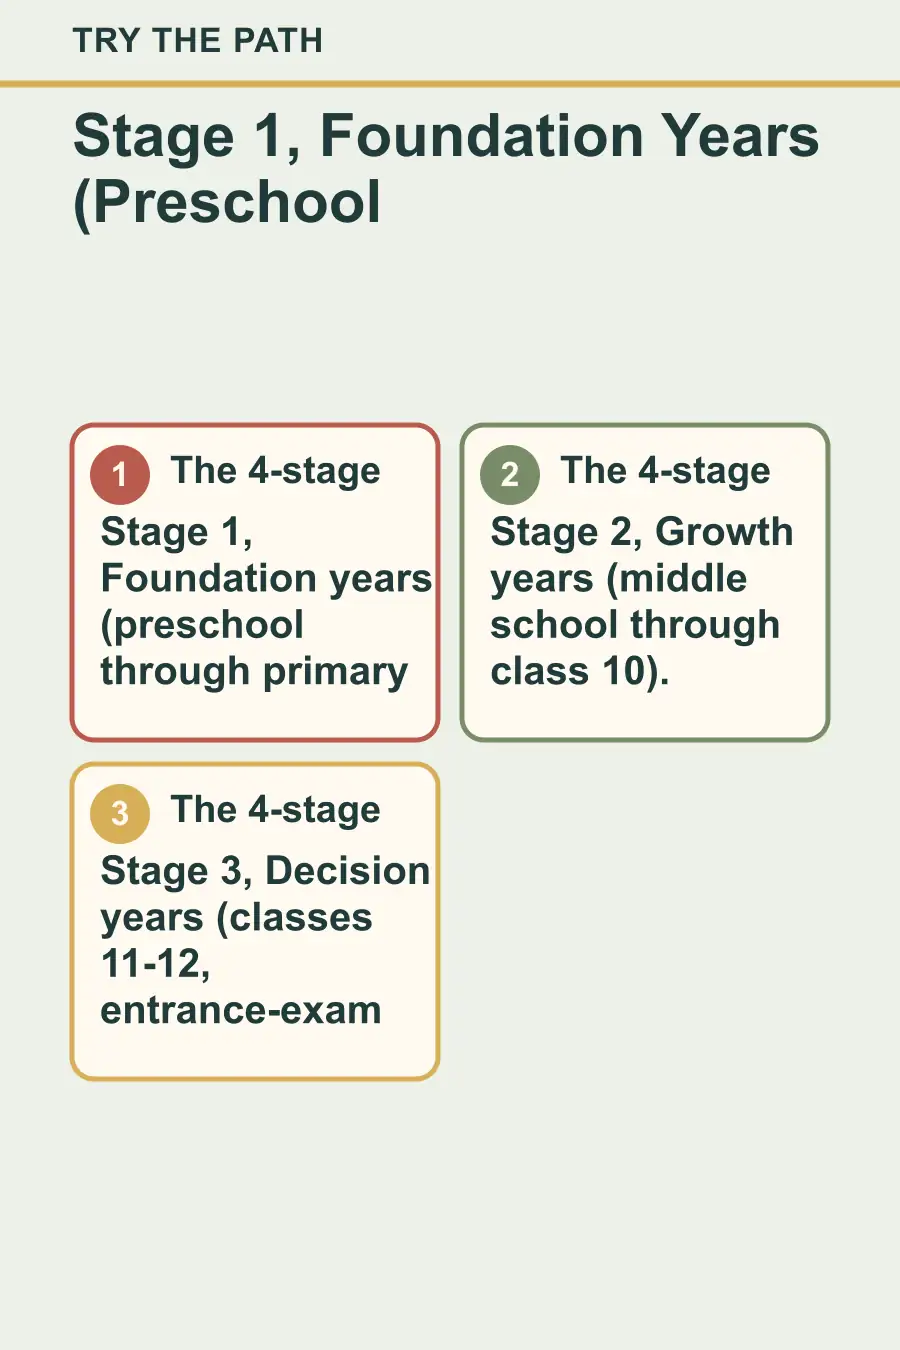 TRY THE PATH
Stage 1, Foundation Years
(Preschool
1 The 4-stage
Stage 1,
Foundation years
(preschool
through primary
2 The 4-stage
Stage 2, Growth
years (middle
school through
class 10).
3 The 4-stage
Stage 3, Decision
years (classes
11-12,
entrance-exam